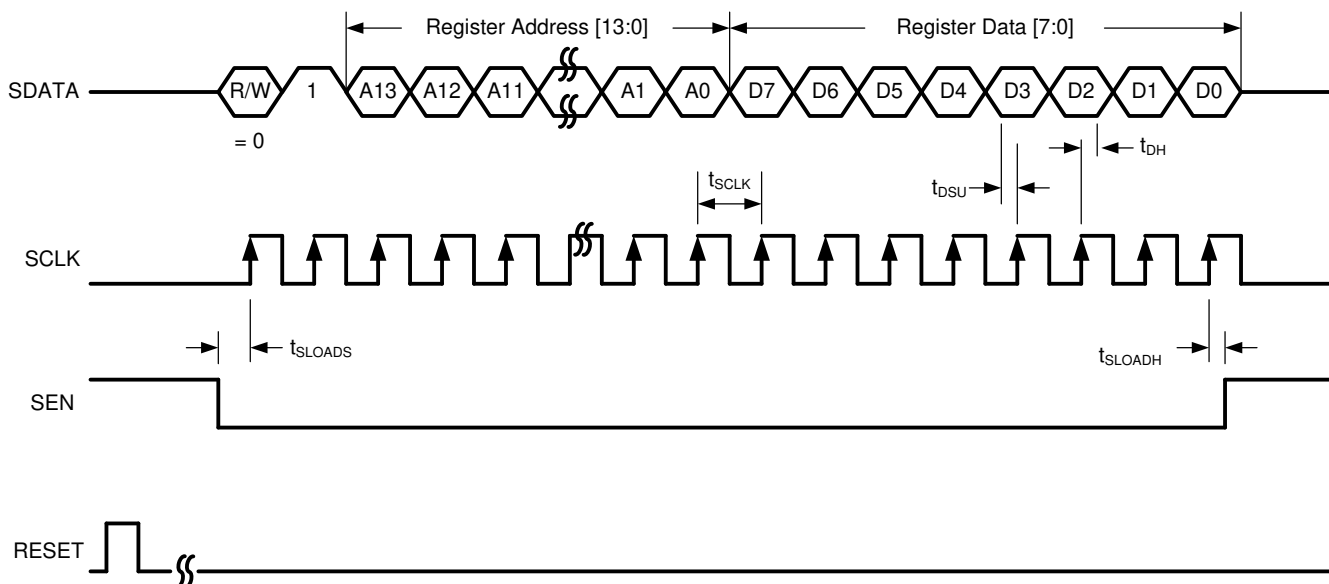 Register Address [13:0] Register Data [7:0]
SDATA R/W 1 A13 A12 A11 A1 A0 D7 D6 D5 D4 D3 D2 D1 D0
= 0
tSCLK tDSU tDH
SCLK
tSLOADS tSLOADH
SEN
RESET